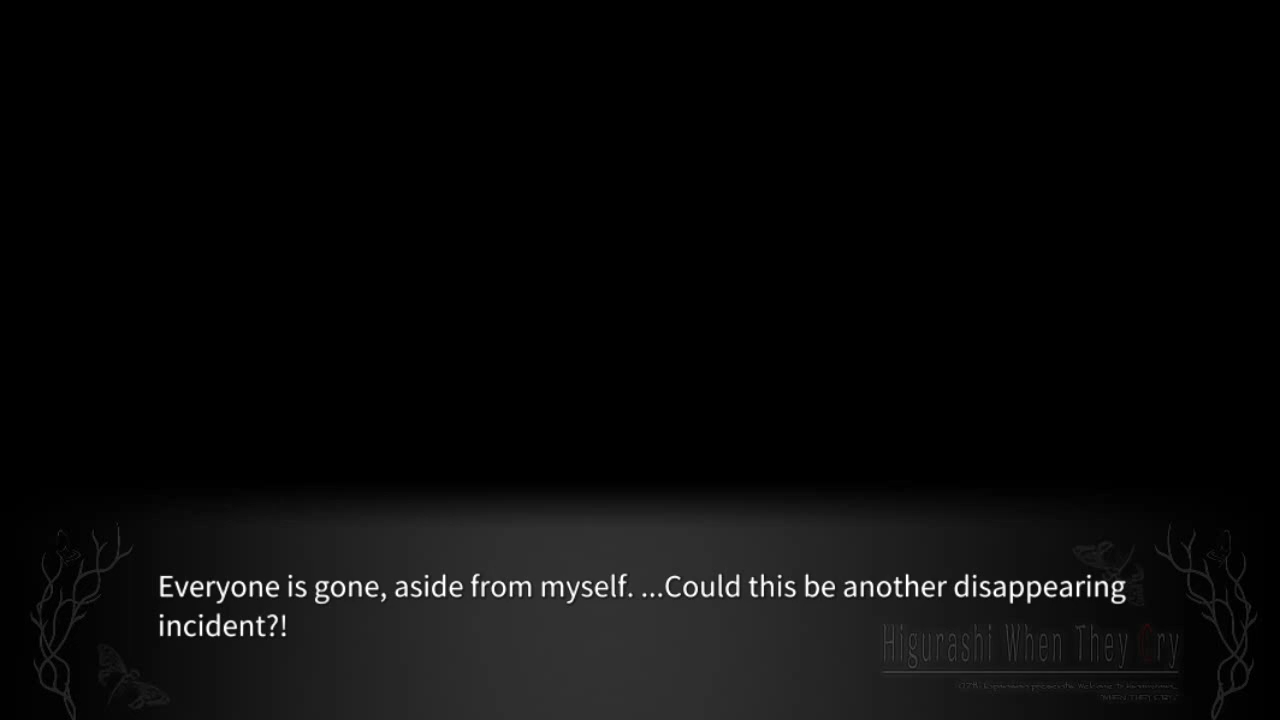 Everyone is gone, aside from myself. ...Could this be another disappearing
incident?!
Higurashi When They Cry